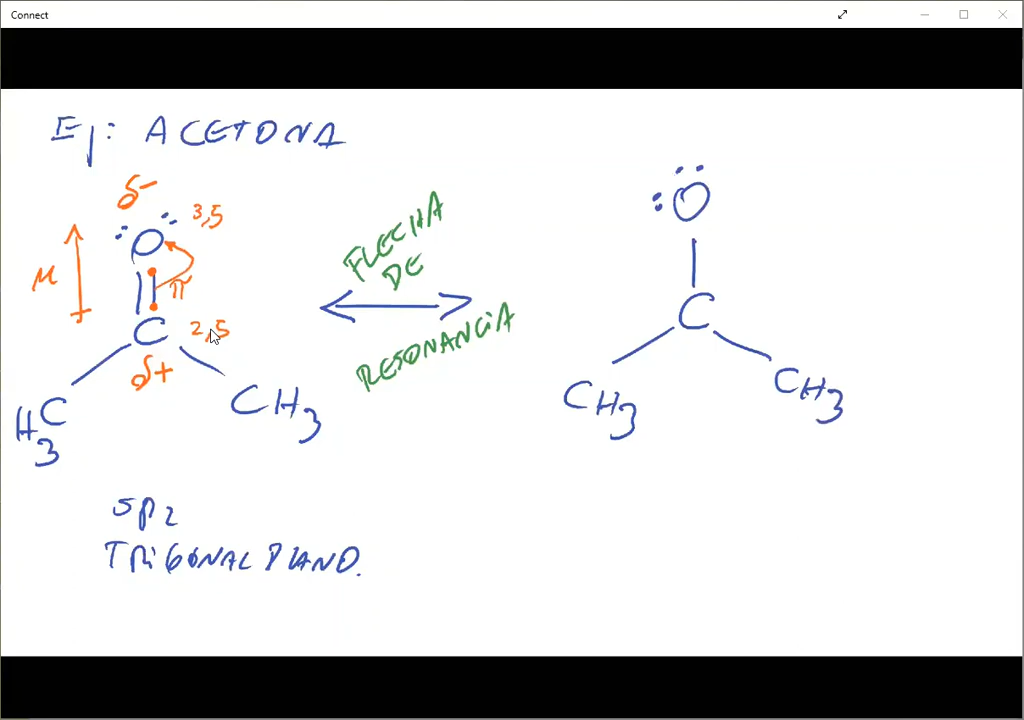 Connect
Ej: ACETONA
δ-
:Ö 3,5
μ
π
C 2,5
δ+
H3C
CH3
sp2
TRIGONAL PLANO.
FLECHA
DE
RESONANCIA
:Ö
C
CH3
CH3